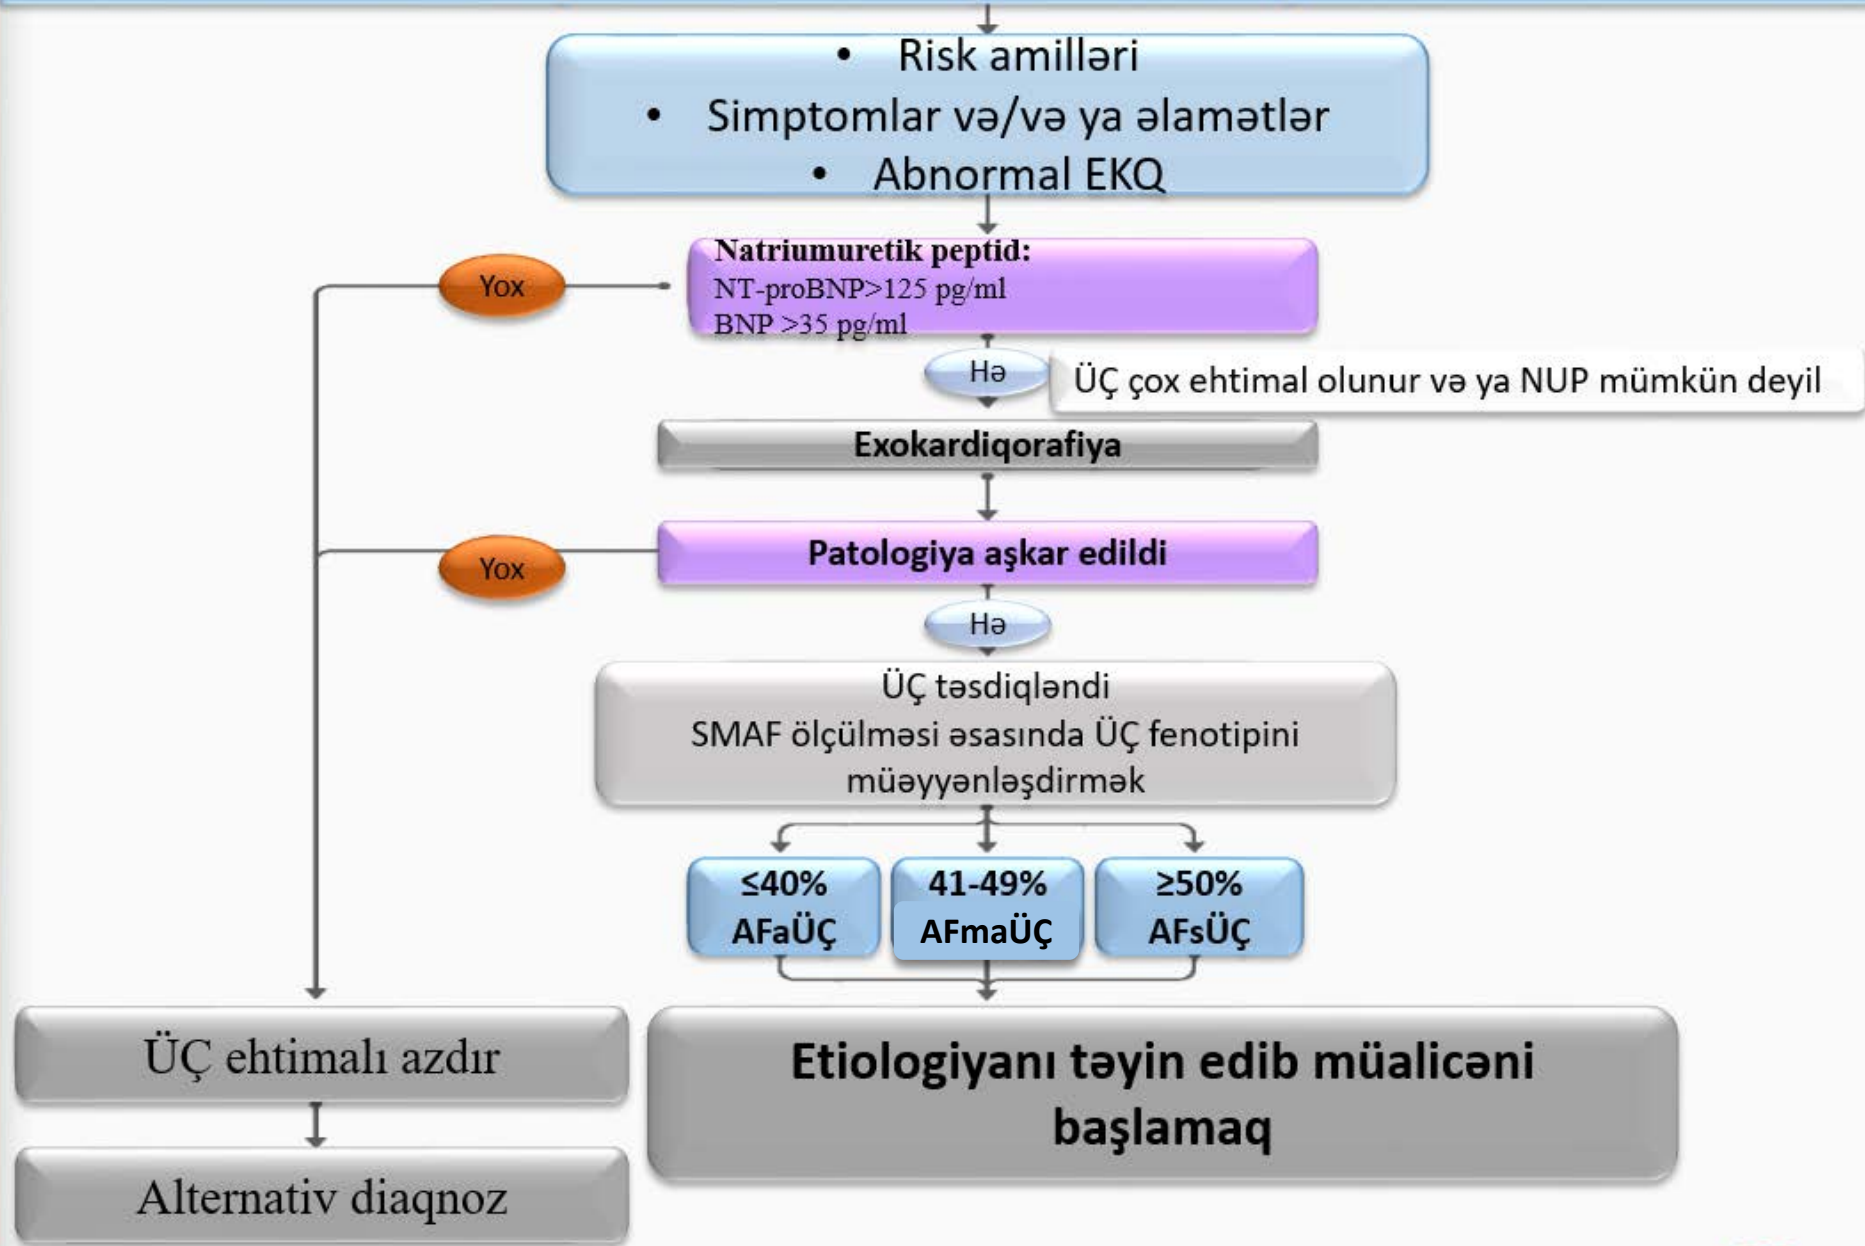 • Risk amilləri
• Simptomlar və/və ya əlamətlər
• Abnormal EKQ
Yox
Natriumuretik peptid:
NT-proBNP>125 pg/ml
BNP >35 pg/ml
Hə
ÜÇ çox ehtimal olunur və ya NUP mümkün deyil
Exokardiqorafiya
Yox
Patologiya aşkar edildi
Hə
ÜÇ təsdiqləndi
SMAF ölçülməsi əsasında ÜÇ fenotipini
müəyyənləşdirmək
≤40%
AFaÜÇ
41-49%
AFmaÜÇ
≥50%
AFsÜÇ
ÜÇ ehtimalı azdır
Alternativ diaqnoz
Etiologiyanı təyin edib müalicəni
başlamaq